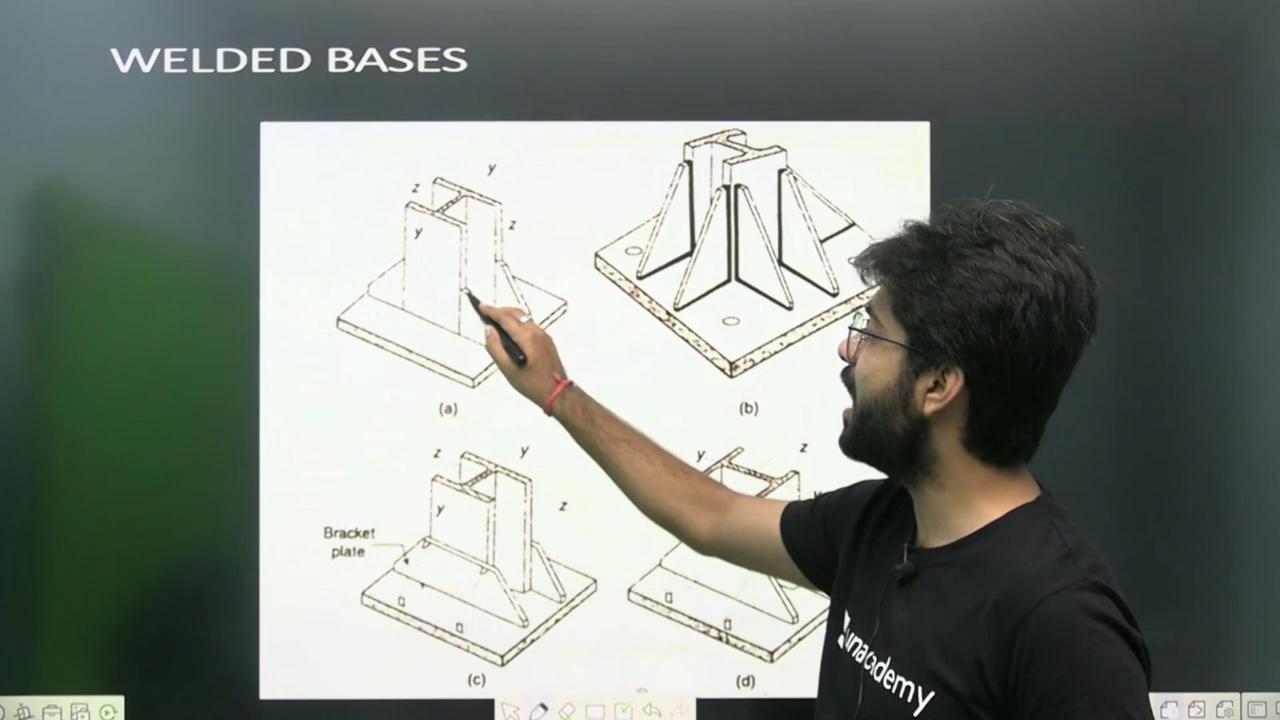 WELDED BASES
y
z
z
y
(a)
(b)
z
y
y
z
Bracket
plate
(c)
y
z
(d)
unacademy